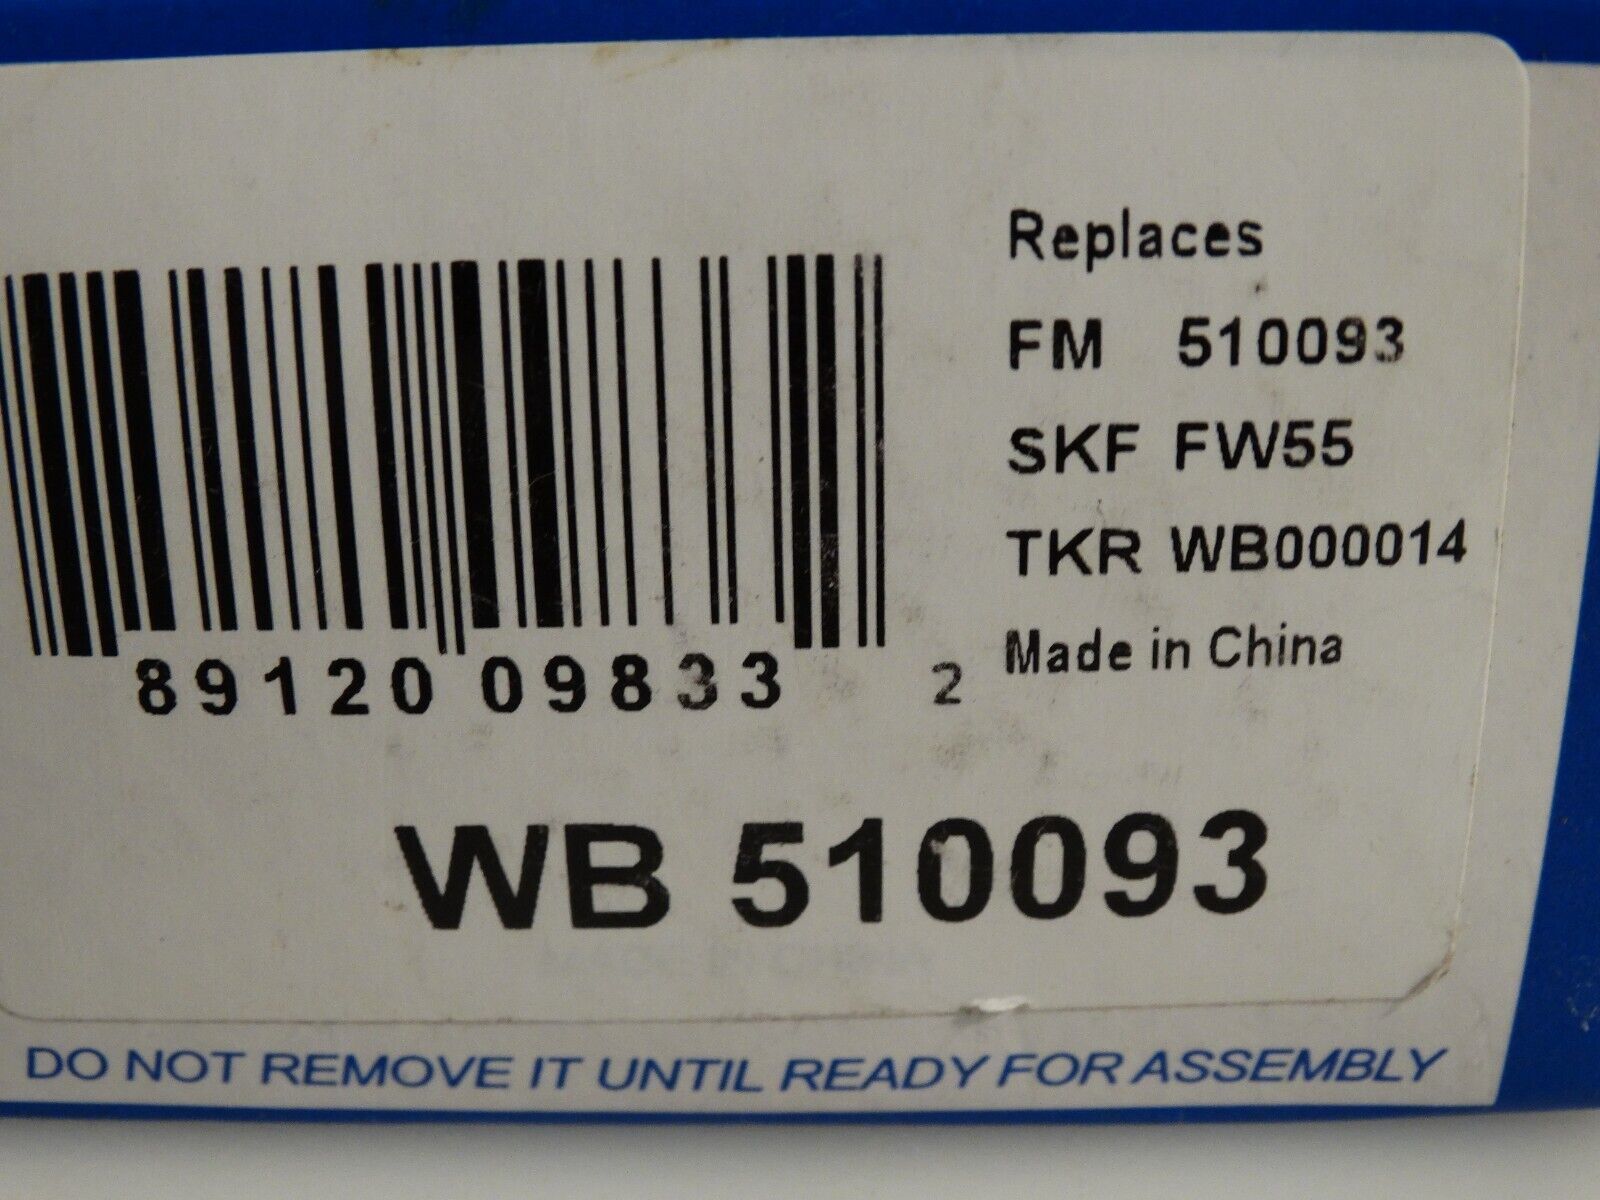 Replaces
FM 510093
SKF FW55
TKR WB000014
Made in China
89120 09833 2
WB 510093
DO NOT REMOVE IT UNTIL READY FOR ASSEMBLY